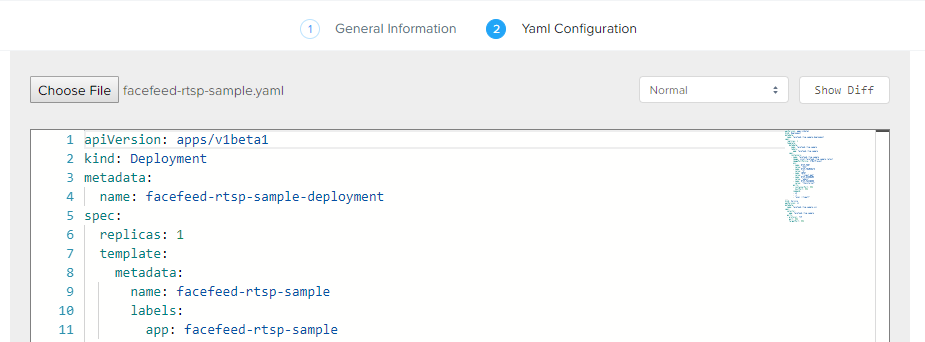 1 General Information 2 Yaml Configuration
Choose File facefeed-rtsp-sample.yaml Normal Show Diff
1 apiVersion: apps/v1beta1
2 kind: Deployment
3 metadata:
4   name: facefeed-rtsp-sample-deployment
5 spec:
6   replicas: 1
7   template:
8     metadata:
9       name: facefeed-rtsp-sample
10       labels:
11         app: facefeed-rtsp-sample